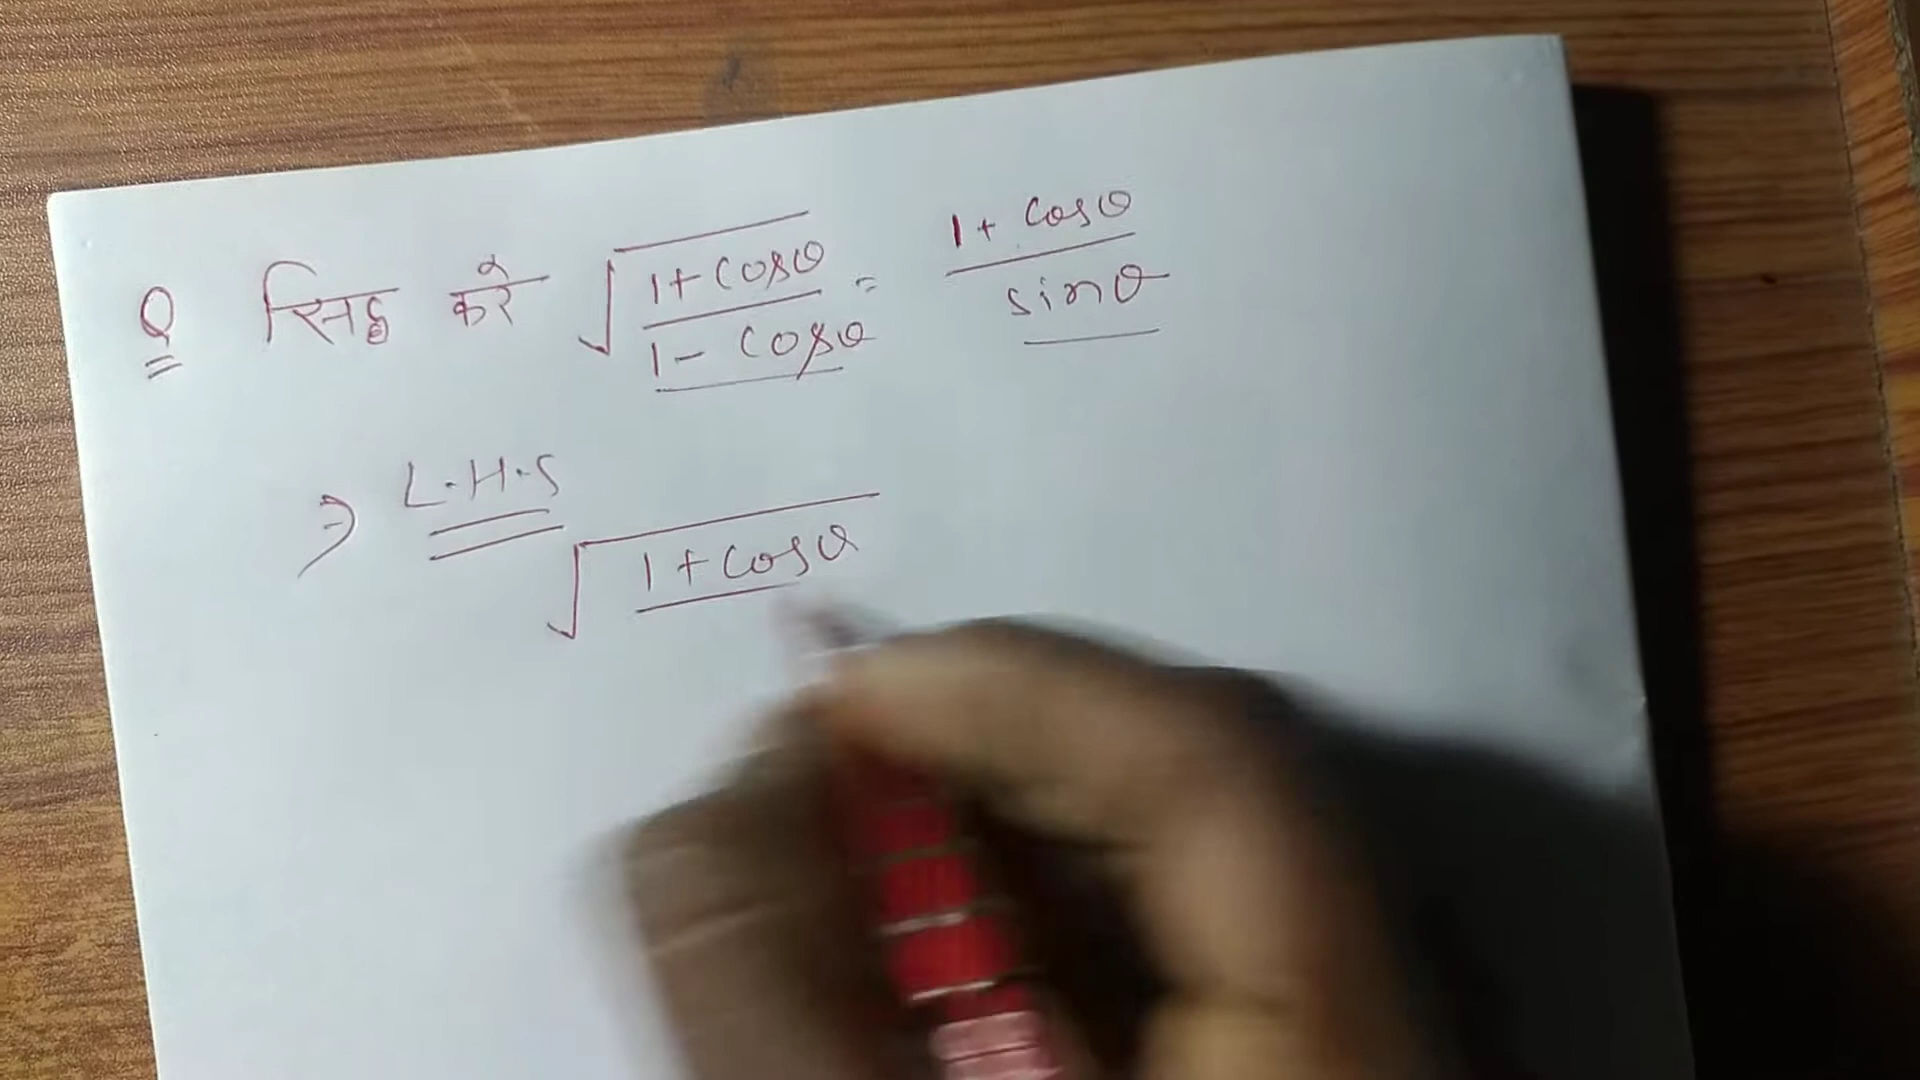 Q सिद्ध करे √(1+cosθ / 1-cosθ) = 1+cosθ / sinθ
⇒ L.H.S
√(1+cosθ